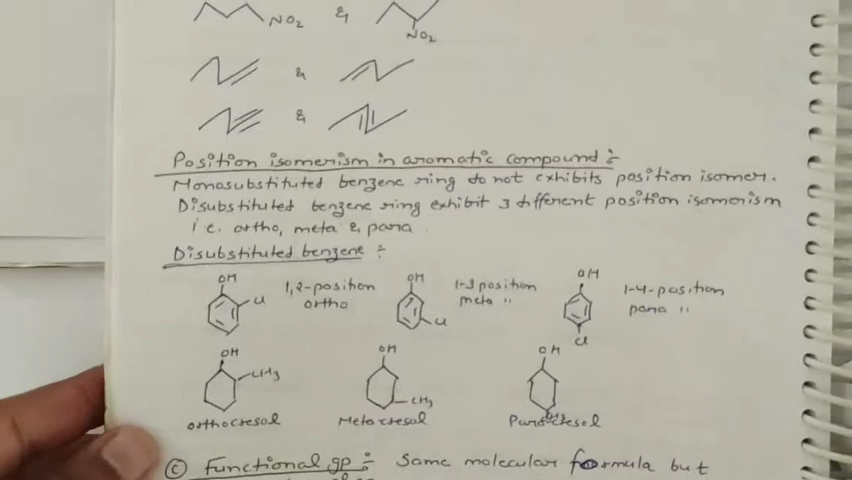 NO2 & NO2
&
&
Position isomerism in aromatic compound :-
Monosubstituted benzene ring do not exhibits position isomer.
Disubstituted benzene ring exhibit 3 different position isomerism
i.e. ortho, meta & para
Disubstituted benzene :-
OH Cl 1,2-position ortho
OH Cl 1-3 position meta "
OH Cl 1-4-position para "
OH CH3 OH CH3 OH
orthocresol Metacresol Paracresol
(C) Functional gp :- Same molecular formula but